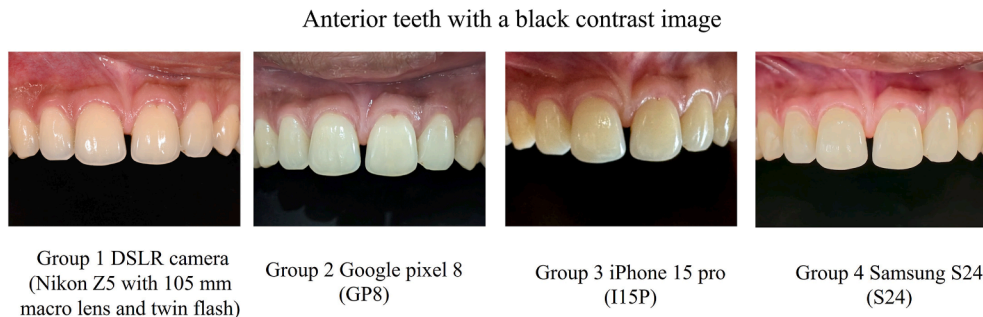 Anterior teeth with a black contrast image
Group 1 DSLR camera
(Nikon Z5 with 105 mm
macro lens and twin flash)
Group 2 Google pixel 8
(GP8)
Group 3 iPhone 15 pro
(I15P)
Group 4 Samsung S24
(S24)